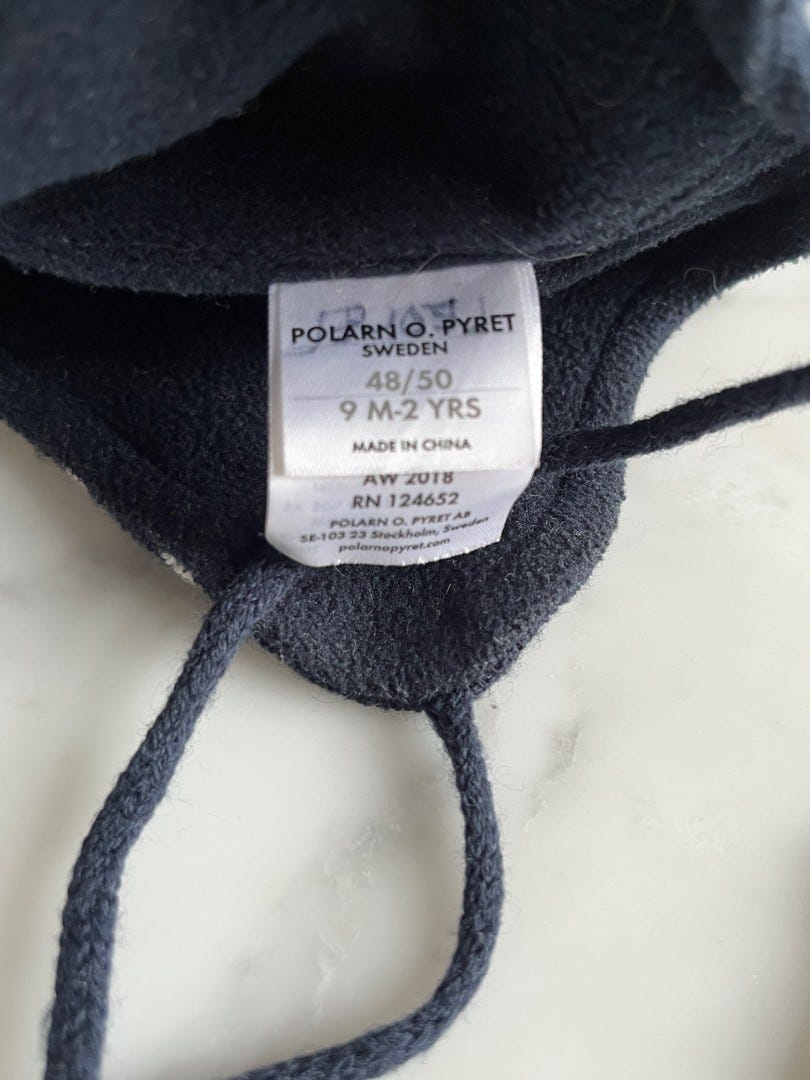 POLARN O. PYRET
SWEDEN
48/50
9 M-2 YRS
MADE IN CHINA
AW 2018
RN 124652
POLARN O. PYRET AB
SE-103 23 Stockholm, Sweden
polarnopyret.com